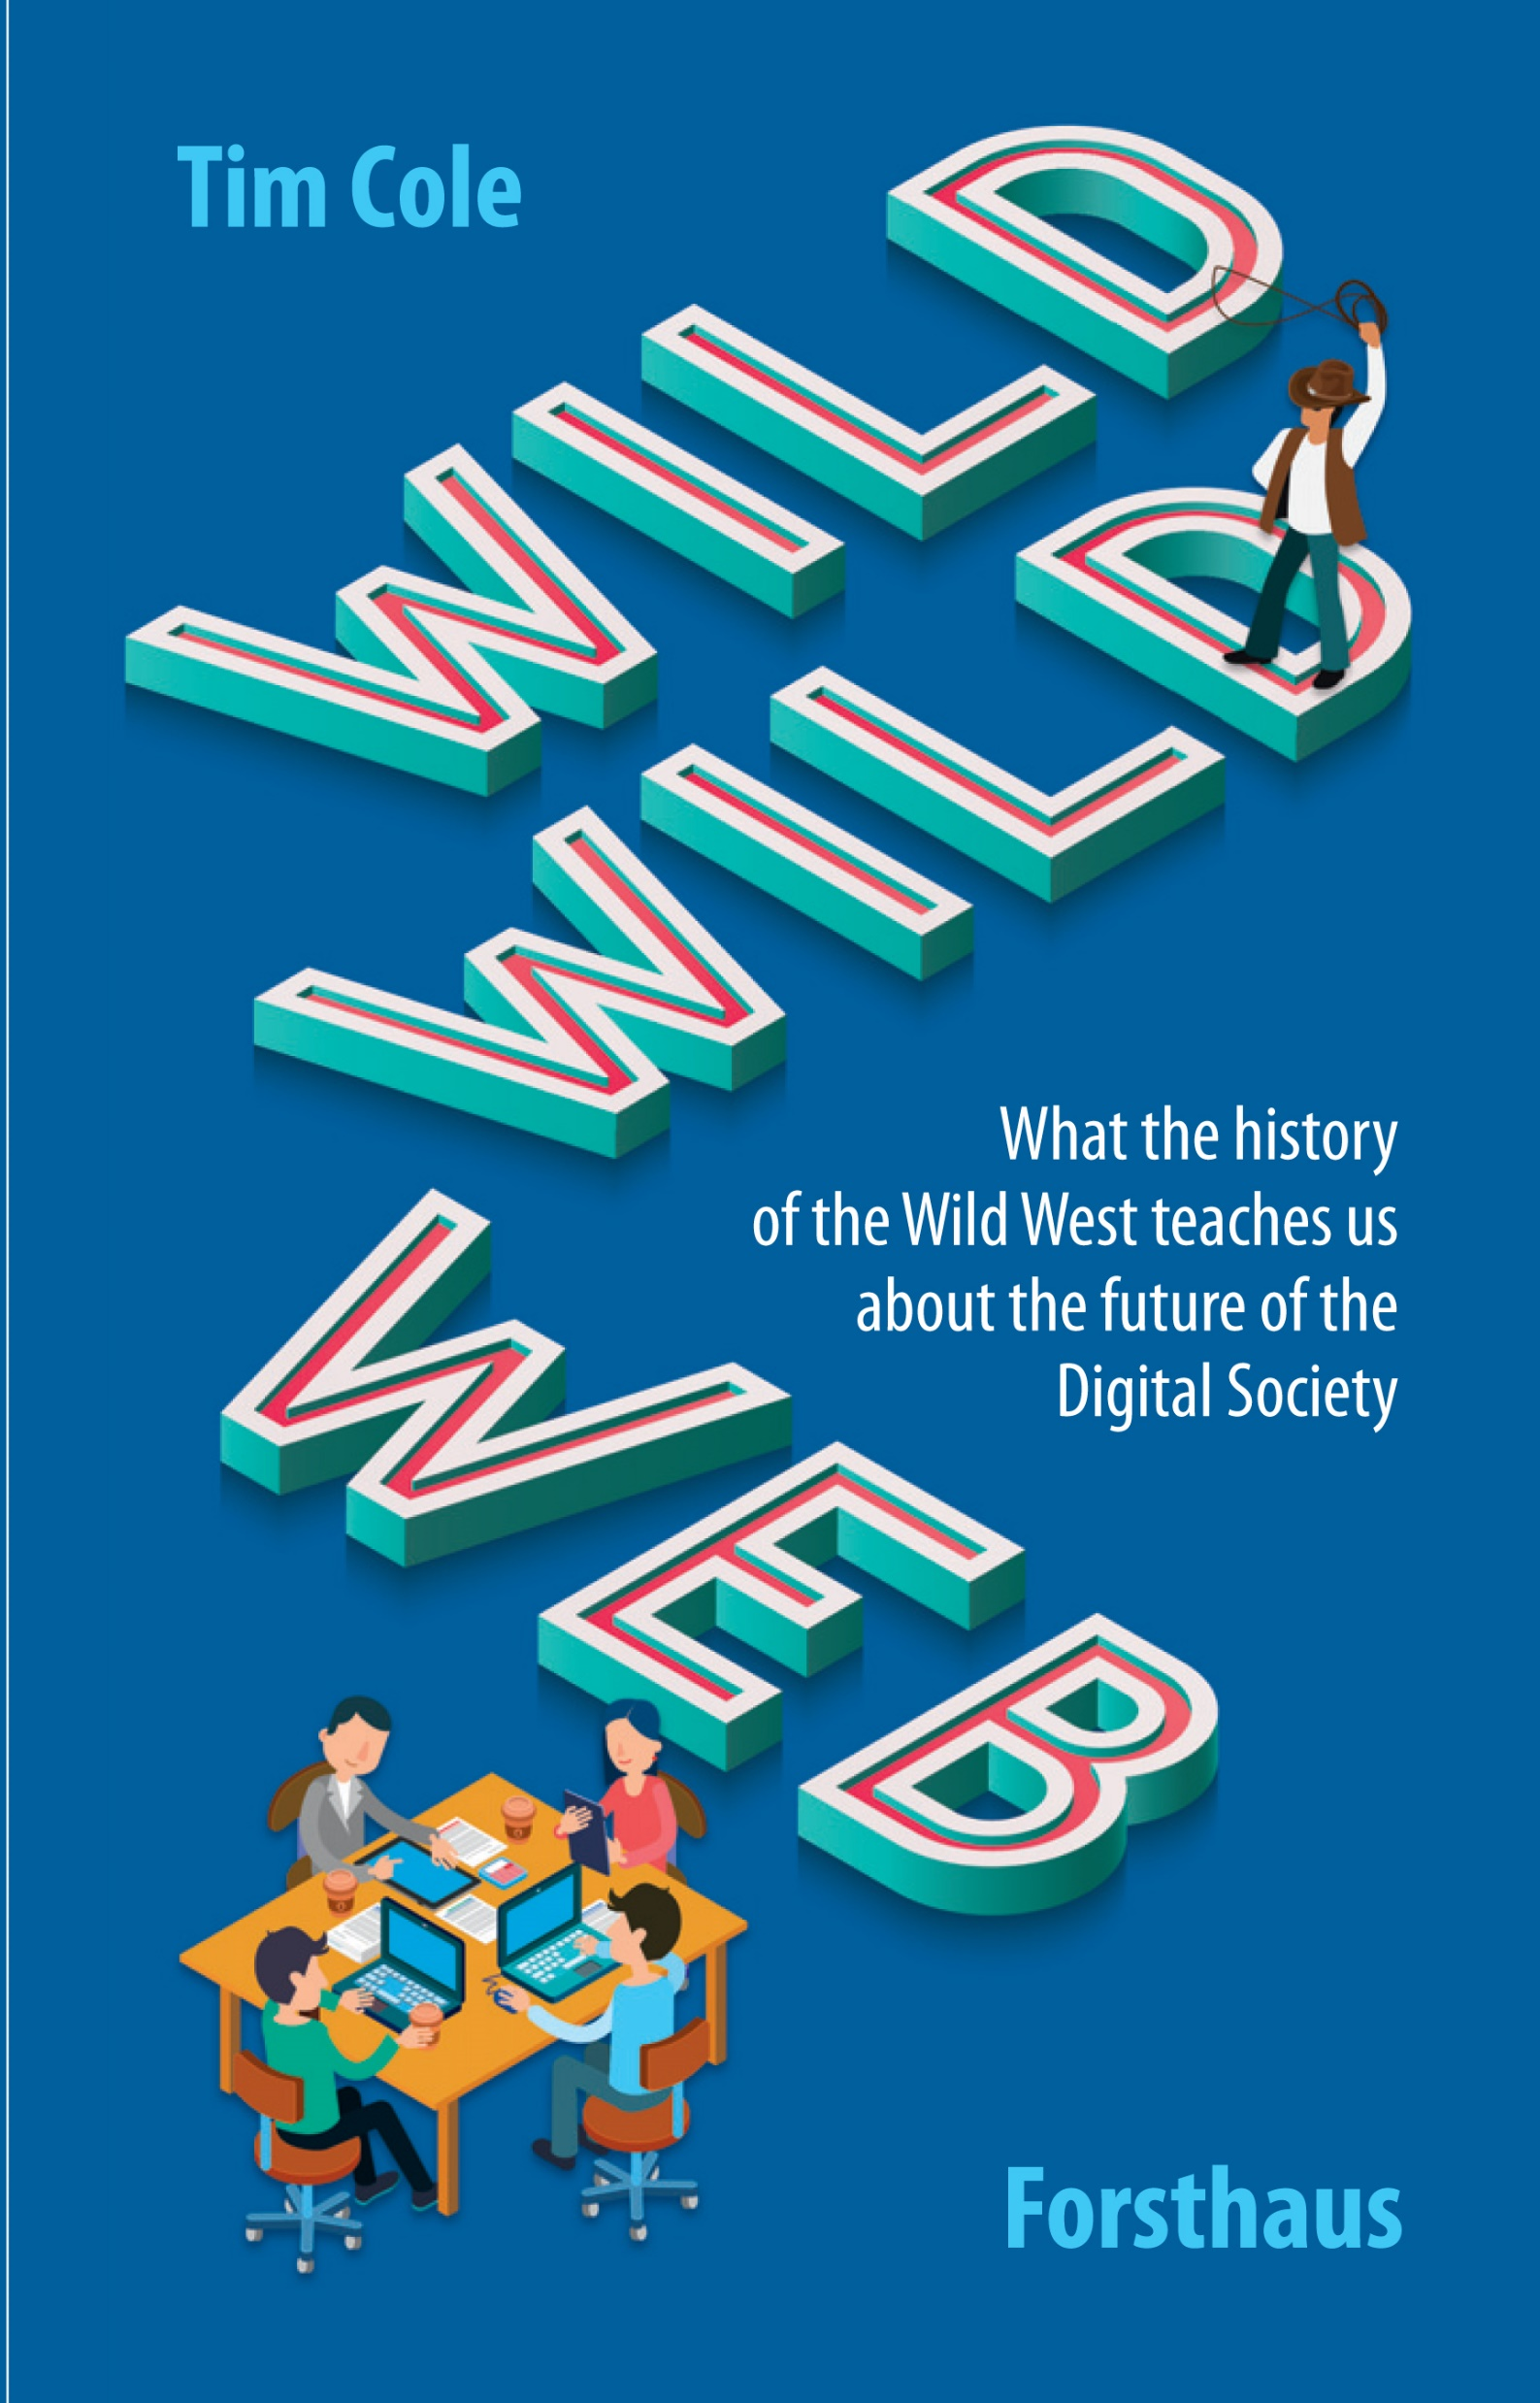 Tim Cole
WILD
WILD
WEB
What the history
of the Wild West teaches us
about the future of the
Digital Society
Forsthaus